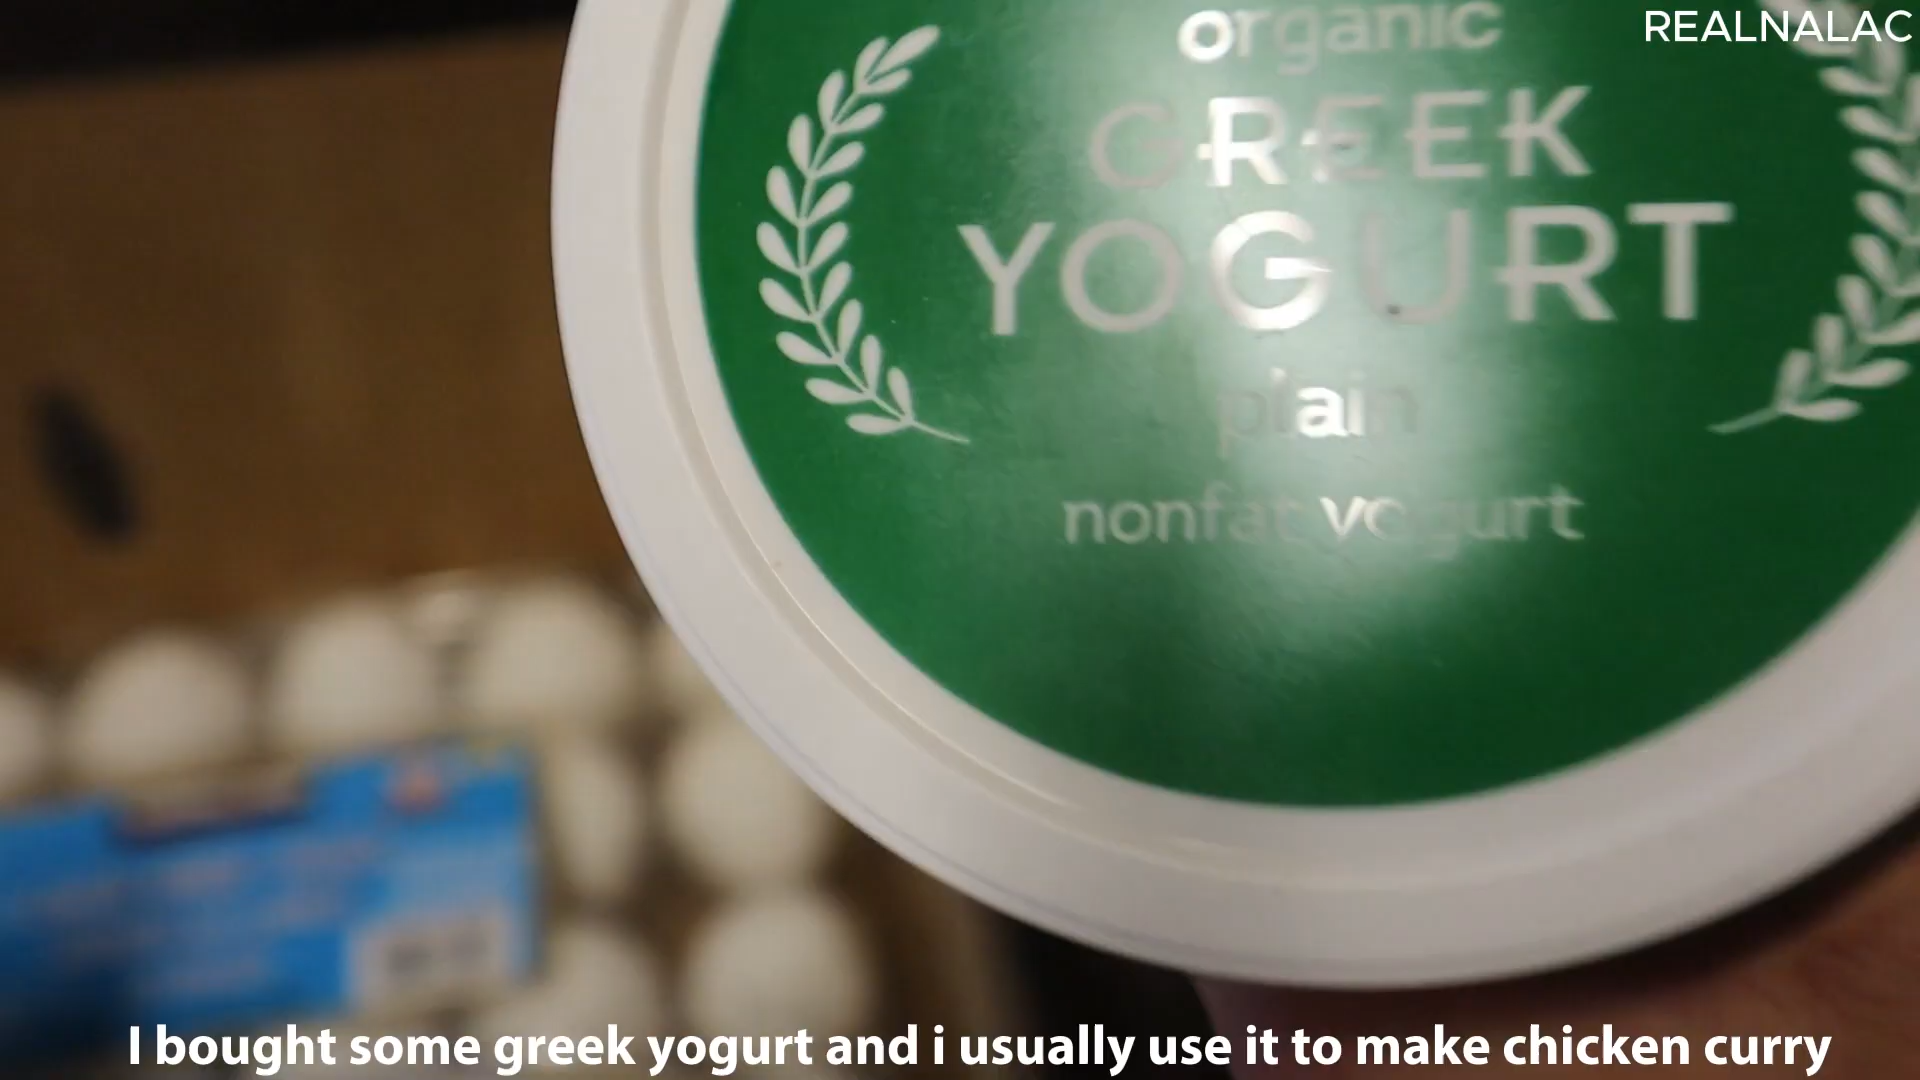 REALNALAC
organic
GREEK
YOGURT
plain
nonfat yogurt
I bought some greek yogurt and i usually use it to make chicken curry